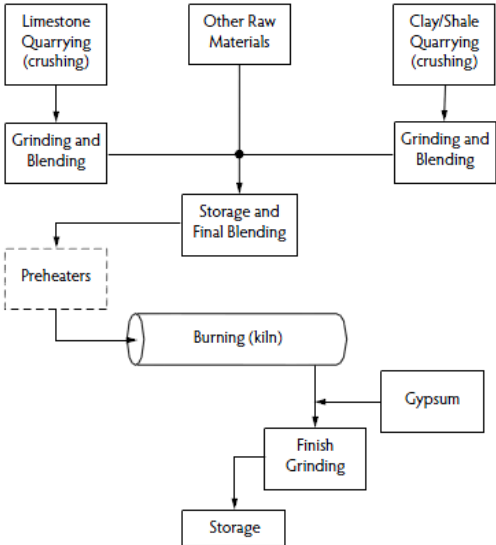 Limestone
Quarrying
(crushing)
Other Raw
Materials
Clay/Shale
Quarrying
(crushing)
Grinding and
Blending
Grinding and
Blending
Storage and
Final Blending
Preheaters
Burning (kiln)
Gypsum
Finish
Grinding
Storage